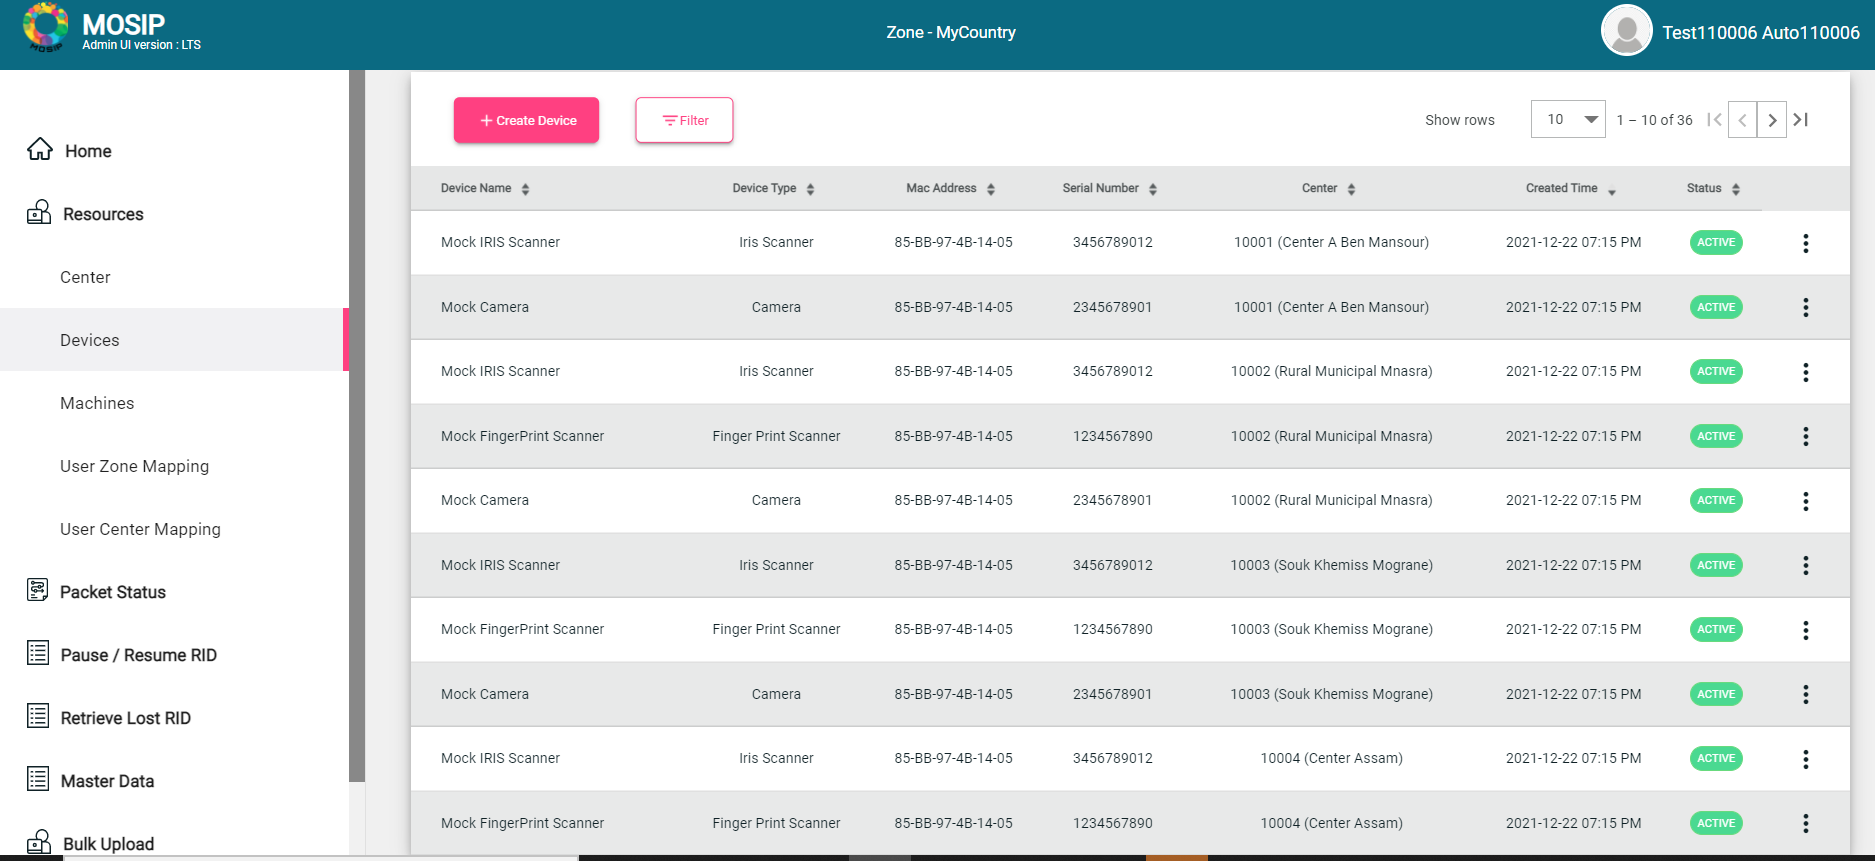 MOSIP
Admin UI version : LTS
MOSIP
Zone - MyCountry
Test110006 Auto110006
Home
Resources
Center
Devices
Machines
User Zone Mapping
User Center Mapping
Packet Status
Pause / Resume RID
Retrieve Lost RID
Master Data
Bulk Upload
Create Device
Filter
Show rows 10 1 – 10 of 36
Device Name Device Type Mac Address Serial Number Center Created Time Status
Mock IRIS Scanner Iris Scanner 85-BB-97-4B-14-05 3456789012 10001 (Center A Ben Mansour) 2021-12-22 07:15 PM ACTIVE
Mock Camera Camera 85-BB-97-4B-14-05 2345678901 10001 (Center A Ben Mansour) 2021-12-22 07:15 PM ACTIVE
Mock IRIS Scanner Iris Scanner 85-BB-97-4B-14-05 3456789012 10002 (Rural Municipal Mnasra) 2021-12-22 07:15 PM ACTIVE
Mock FingerPrint Scanner Finger Print Scanner 85-BB-97-4B-14-05 1234567890 10002 (Rural Municipal Mnasra) 2021-12-22 07:15 PM ACTIVE
Mock Camera Camera 85-BB-97-4B-14-05 2345678901 10002 (Rural Municipal Mnasra) 2021-12-22 07:15 PM ACTIVE
Mock IRIS Scanner Iris Scanner 85-BB-97-4B-14-05 3456789012 10003 (Souk Khemiss Mograne) 2021-12-22 07:15 PM ACTIVE
Mock FingerPrint Scanner Finger Print Scanner 85-BB-97-4B-14-05 1234567890 10003 (Souk Khemiss Mograne) 2021-12-22 07:15 PM ACTIVE
Mock Camera Camera 85-BB-97-4B-14-05 2345678901 10003 (Souk Khemiss Mograne) 2021-12-22 07:15 PM ACTIVE
Mock IRIS Scanner Iris Scanner 85-BB-97-4B-14-05 3456789012 10004 (Center Assam) 2021-12-22 07:15 PM ACTIVE
Mock FingerPrint Scanner Finger Print Scanner 85-BB-97-4B-14-05 1234567890 10004 (Center Assam) 2021-12-22 07:15 PM ACTIVE